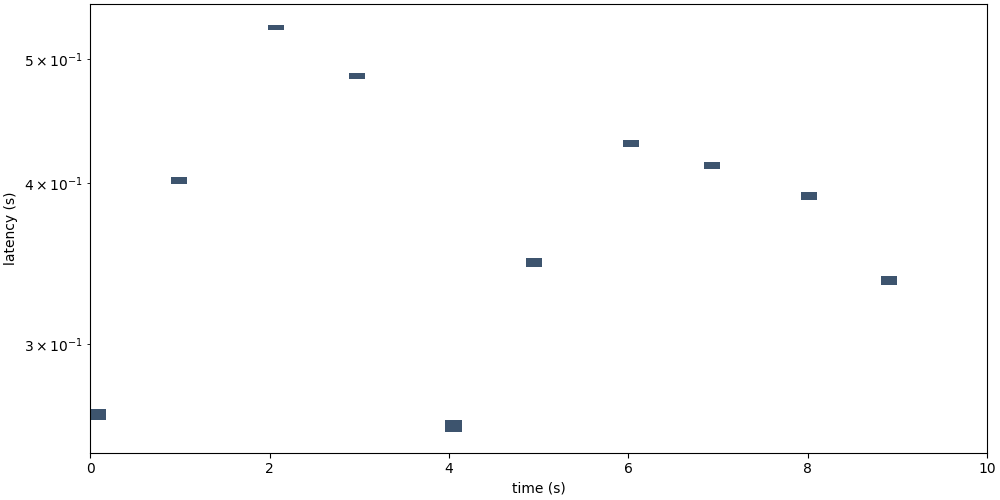 5 × 10⁻¹
4 × 10⁻¹
3 × 10⁻¹
latency (s)
0 2 4 6 8 10
time (s)